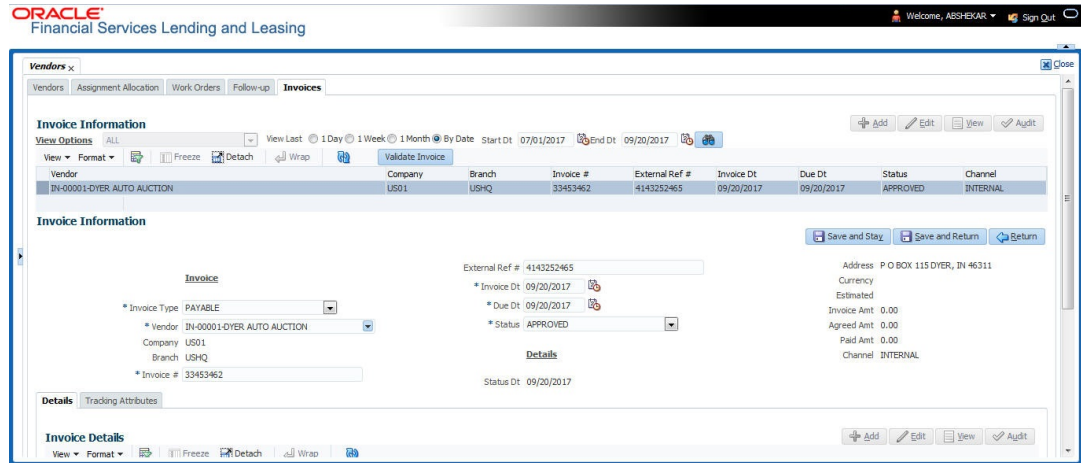 ORACLE
Financial Services Lending and Leasing
Welcome, ABSHEKAR Sign Out
Vendors x
Close
Vendors Assignment Allocation Work Orders Follow-up Invoices
Invoice Information
Add Edit View Audit
View Options ALL View Last 1 Day 1 Week 1 Month By Date Start Dt 07/01/2017 End Dt 09/20/2017
View Format Freeze Detach Wrap Validate Invoice
Vendor Company Branch Invoice # External Ref # Invoice Dt Due Dt Status Channel
IN-00001-DYER AUTO AUCTION US01 USHQ 33453462 4143252465 09/20/2017 09/20/2017 APPROVED INTERNAL
Invoice Information
Save and Stay Save and Return Return
Invoice
* Invoice Type PAYABLE
* Vendor IN-00001-DYER AUTO AUCTION
Company US01
Branch USHQ
* Invoice # 33453462
External Ref # 4143252465
* Invoice Dt 09/20/2017
* Due Dt 09/20/2017
* Status APPROVED
Details
Status Dt 09/20/2017
Address P O BOX 115 DYER, IN 46311
Currency
Estimated
Invoice Amt 0.00
Agreed Amt 0.00
Paid Amt 0.00
Channel INTERNAL
Details Tracking Attributes
Invoice Details
Add Edit View Audit
View Format Freeze Detach Wrap